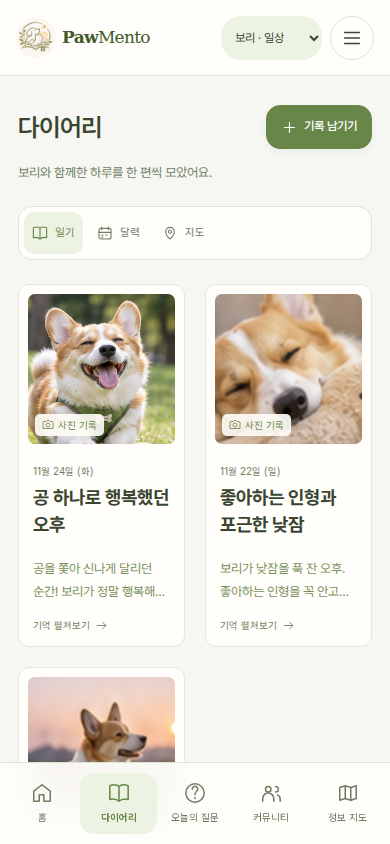 PawMento
보리 · 일상
다이어리
기록 남기기
보리와 함께한 하루를 한 편씩 모았어요.
일기
달력
지도
사진 기록
11월 24일 (화)
공 하나로 행복했던
오후
공을 쫓아 신나게 달리던
순간! 보리가 정말 행복해...
기억 펼쳐보기 →
사진 기록
11월 22일 (일)
좋아하는 인형과
포근한 낮잠
보리가 낮잠을 푹 잔 오후.
좋아하는 인형을 꼭 안고...
기억 펼쳐보기 →
홈
다이어리
오늘의 질문
커뮤니티
정보 지도